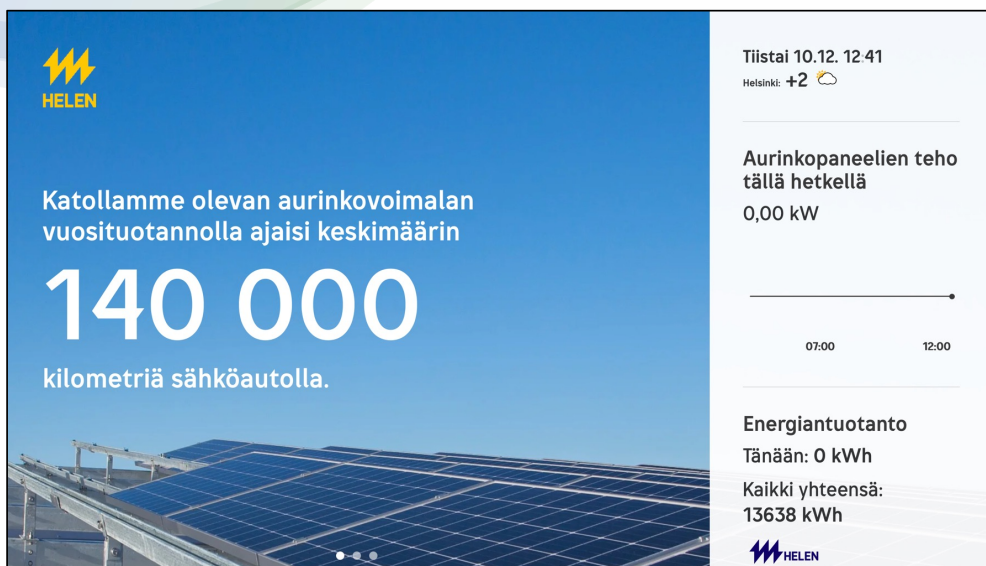 HELEN
Katollamme olevan aurinkovoimalan
vuosituotannolla ajaisi keskimäärin
140 000
kilometriä sähköautolla.
Tiistai 10.12. 12:41
Helsinki: +2
Aurinkopaneelien teho
tällä hetkellä
0,00 kW
07:00 12:00
Energiantuotanto
Tänään: 0 kWh
Kaikki yhteensä:
13638 kWh
HELEN